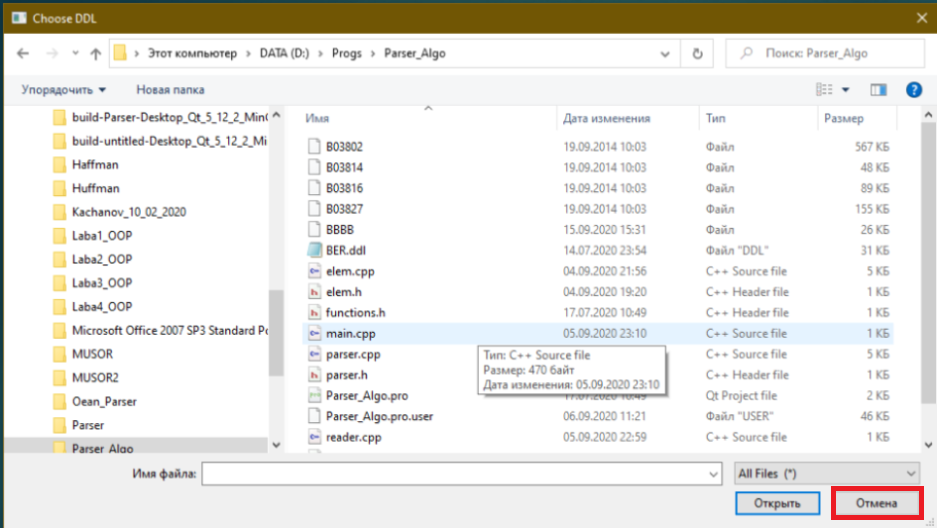 Choose DDL
Этот компьютер > DATA (D:) > Progs > Parser_Algo
Поиск: Parser_Algo
Упорядочить
Новая папка
build-Parser-Desktop_Qt_5_12_2_Min
build-untitled-Desktop_Qt_5_12_2_Mi
Haffman
Huffman
Kachanov_10_02_2020
Laba1_OOP
Laba2_OOP
Laba3_OOP
Laba4_OOP
Microsoft Office 2007 SP3 Standard
MUSOR
MUSOR2
Oean_Parser
Parser
Parser_Algo
Имя Дата изменения Тип Размер
B03802 19.09.2014 10:03 Файл 567 КБ
B03814 19.09.2014 10:03 Файл 48 КБ
B03816 19.09.2014 10:03 Файл 89 КБ
B03827 19.09.2014 10:03 Файл 155 КБ
BBBB 15.09.2020 15:31 Файл 26 КБ
BER.ddl 14.07.2020 23:54 Файл "DDL" 31 КБ
elem.cpp 04.09.2020 21:56 C++ Source file 5 КБ
elem.h 04.09.2020 19:20 C++ Header file 1 КБ
functions.h 17.07.2020 10:49 C++ Header file 1 КБ
main.cpp 05.09.2020 23:10 C++ Source file 1 КБ
parser.cpp C++ Source file 5 КБ
parser.h C++ Header file 1 КБ
Parser_Algo.pro 17.07.2020 10:49 Qt Project file 2 КБ
Parser_Algo.pro.user 06.09.2020 11:21 Файл "USER" 46 КБ
reader.cpp 05.09.2020 22:59 C++ Source file 1 КБ
Тип: C++ Source file
Размер: 470 байт
Дата изменения: 05.09.2020 23:10
Имя файла:
All Files (*)
Открыть
Отмена